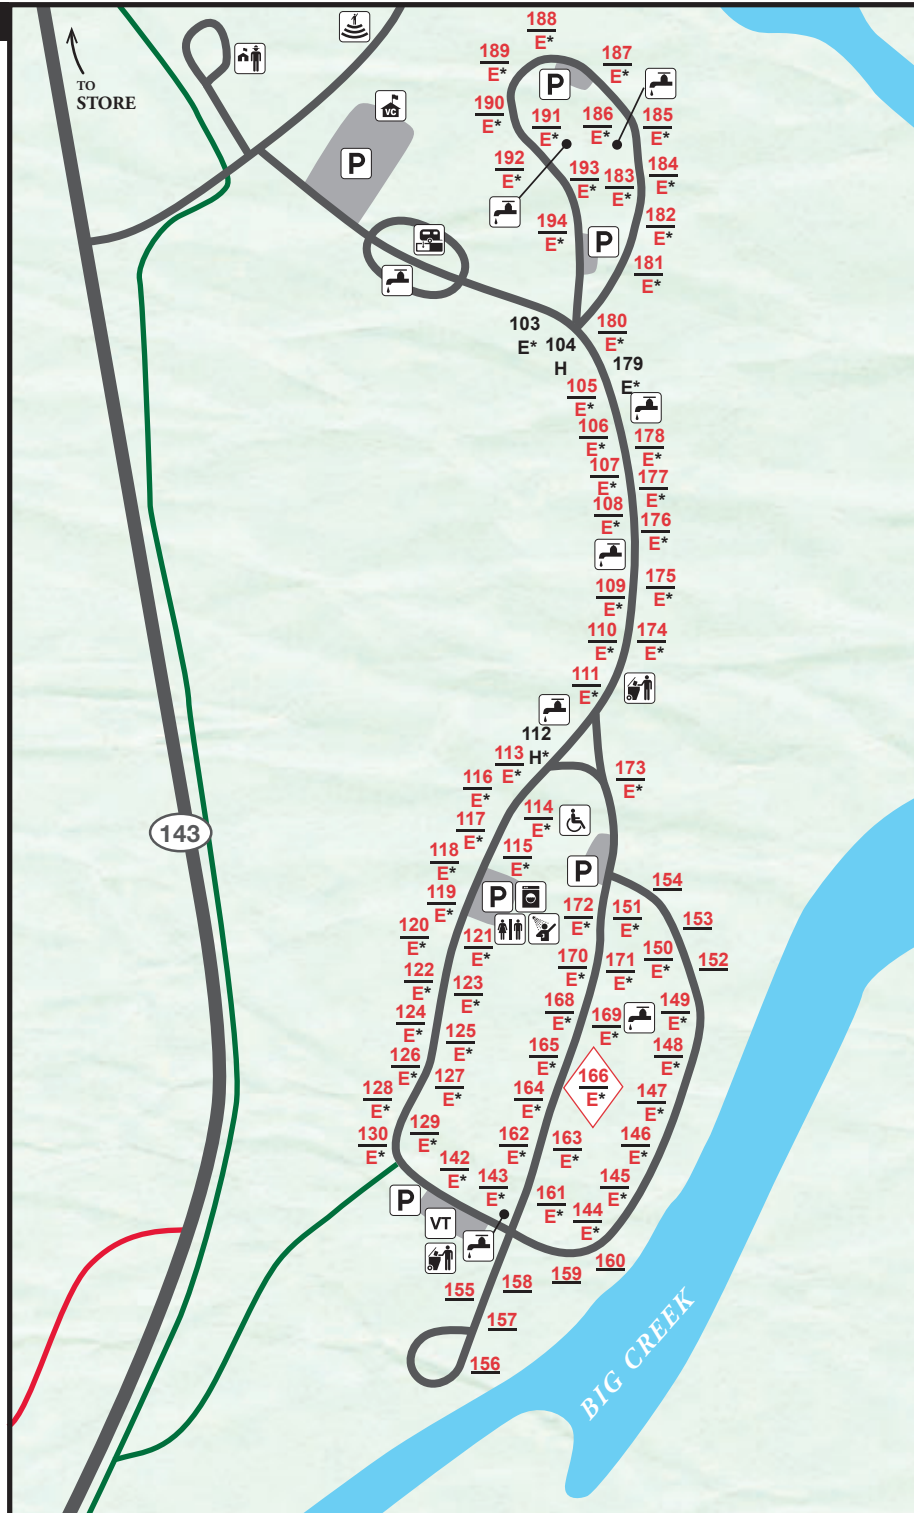 TO
STORE
VC
P
188
E*
189
E*
187
E*
P
190
E*
191
E*
186
E*
185
E*
192
E*
193
E*
183
E*
184
E*
194
E*
P
182
E*
181
E*
103
E*
104
H
180
E*
179
E*
105
E*
106
E*
178
E*
107
E*
177
E*
108
E*
176
E*
109
E*
175
E*
110
E*
174
E*
111
E*
112
H*
113
E*
173
E*
116
E*
114
E*
117
E*
143
118
E*
115
E*
P
154
119
E*
P
172
E*
151
E*
153
120
E*
121
E*
170
E*
171
E*
150
E*
152
122
E*
123
E*
168
E*
169
E*
149
E*
124
E*
125
E*
165
E*
148
E*
126
E*
127
E*
164
E*
166
E*
147
E*
128
E*
129
E*
162
E*
163
E*
146
E*
130
E*
142
E*
143
E*
161
E*
145
E*
P
VT
144
E*
155
158
159
160
157
156
BIG CREEK